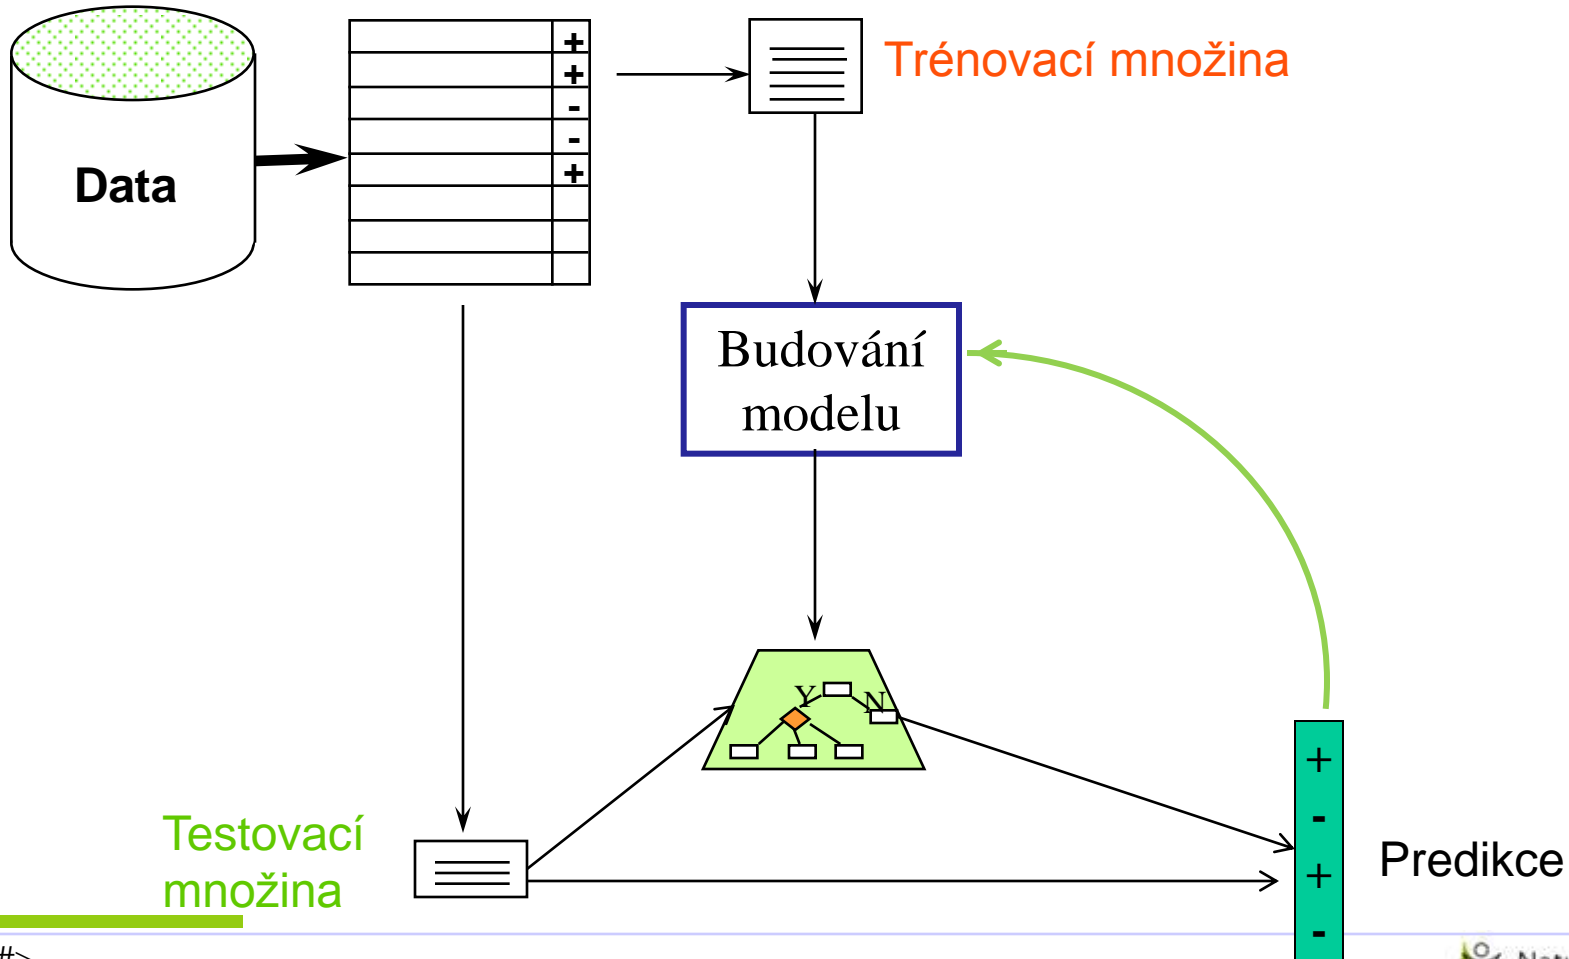 Data
+
+
-
-
+
Trénovací množina
Budování
modelu
Y
N
Testovací
množina
+
-
+
-
Predikce
#>